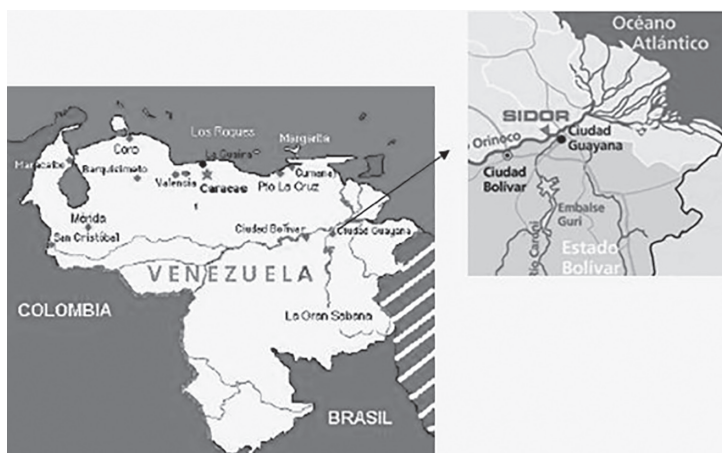 Océano
Atlántico
SIDOR
Orinoco
Ciudad
Guayana
Ciudad
Bolívar
Embalse
Guri
Río Caroní
Estado
Bolívar
Los Roques
Margarita
Coro
La Guaira
Maracaibo
Barquisimeto
Valencia
Caracas
Pto La Cruz
Cumaná
Mérida
San Cristóbal
Ciudad Bolívar
Ciudad Guayana
VENEZUELA
COLOMBIA
La Gran Sabana
BRASIL